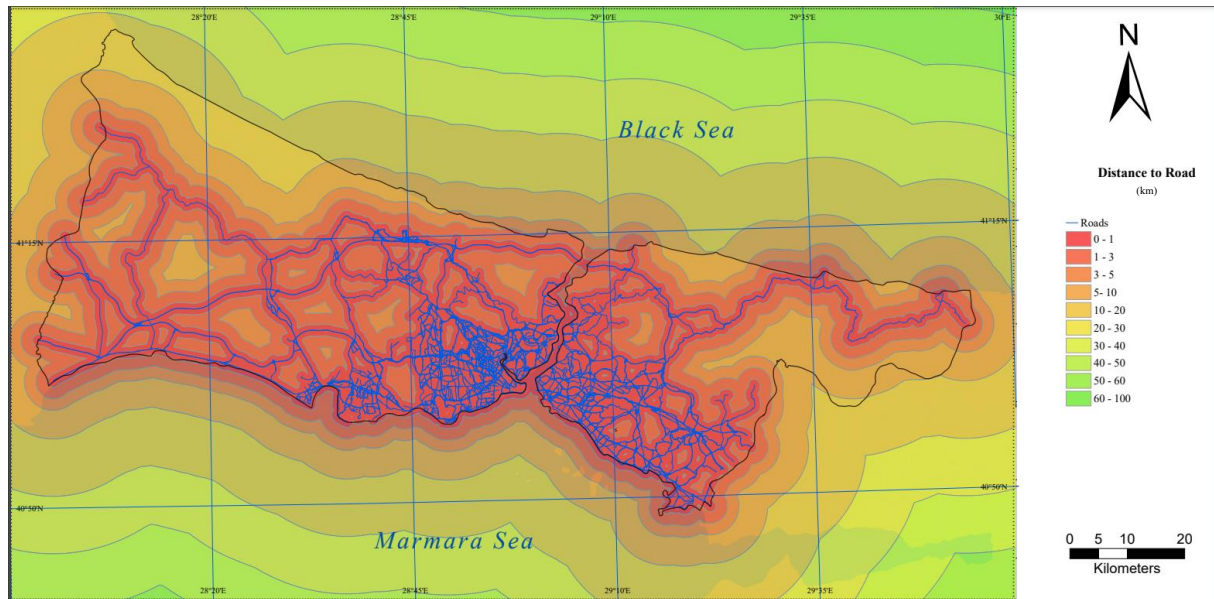 28°20'E
28°45'E
29°10'E
29°35'E
30°E
N
Black Sea
Distance to Road
(km)
Roads
0 - 1
1 - 3
3 - 5
5- 10
10 - 20
20 - 30
30 - 40
40 - 50
50 - 60
60 - 100
41°15'N
41°15'N
40°50'N
40°50'N
Marmara Sea
0 5 10 20
Kilometers
28°20'E
28°45'E
29°10'E
29°35'E